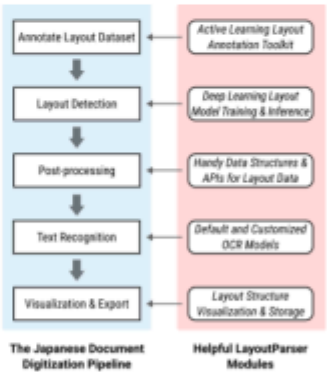 Annotate Layout Dataset
Active Learning Layout
Annotation Toolkit
Layout Detection
Deep Learning Layout
Model Training & Inference
Post-processing
Handy Data Structures &
APIs for Layout Data
Text Recognition
Default and Customized
OCR Models
Visualization & Export
Layout Structure
Visualization & Storage
The Japanese Document
Digitization Pipeline
Helpful LayoutParser
Modules